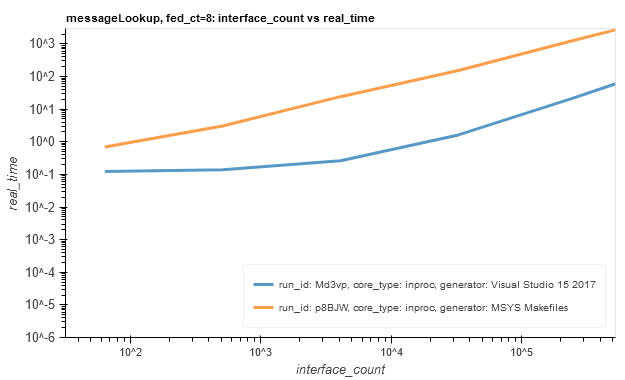 messageLookup, fed_ct=8: interface_count vs real_time
10^3
10^2
10^1
10^0
10^-1
10^-2
10^-3
10^-4
10^-5
10^-6
real_time
run_id: Md3vp, core_type: inproc, generator: Visual Studio 15 2017
run_id: p8BJW, core_type: inproc, generator: MSYS Makefiles
10^2 10^3 10^4 10^5
interface_count